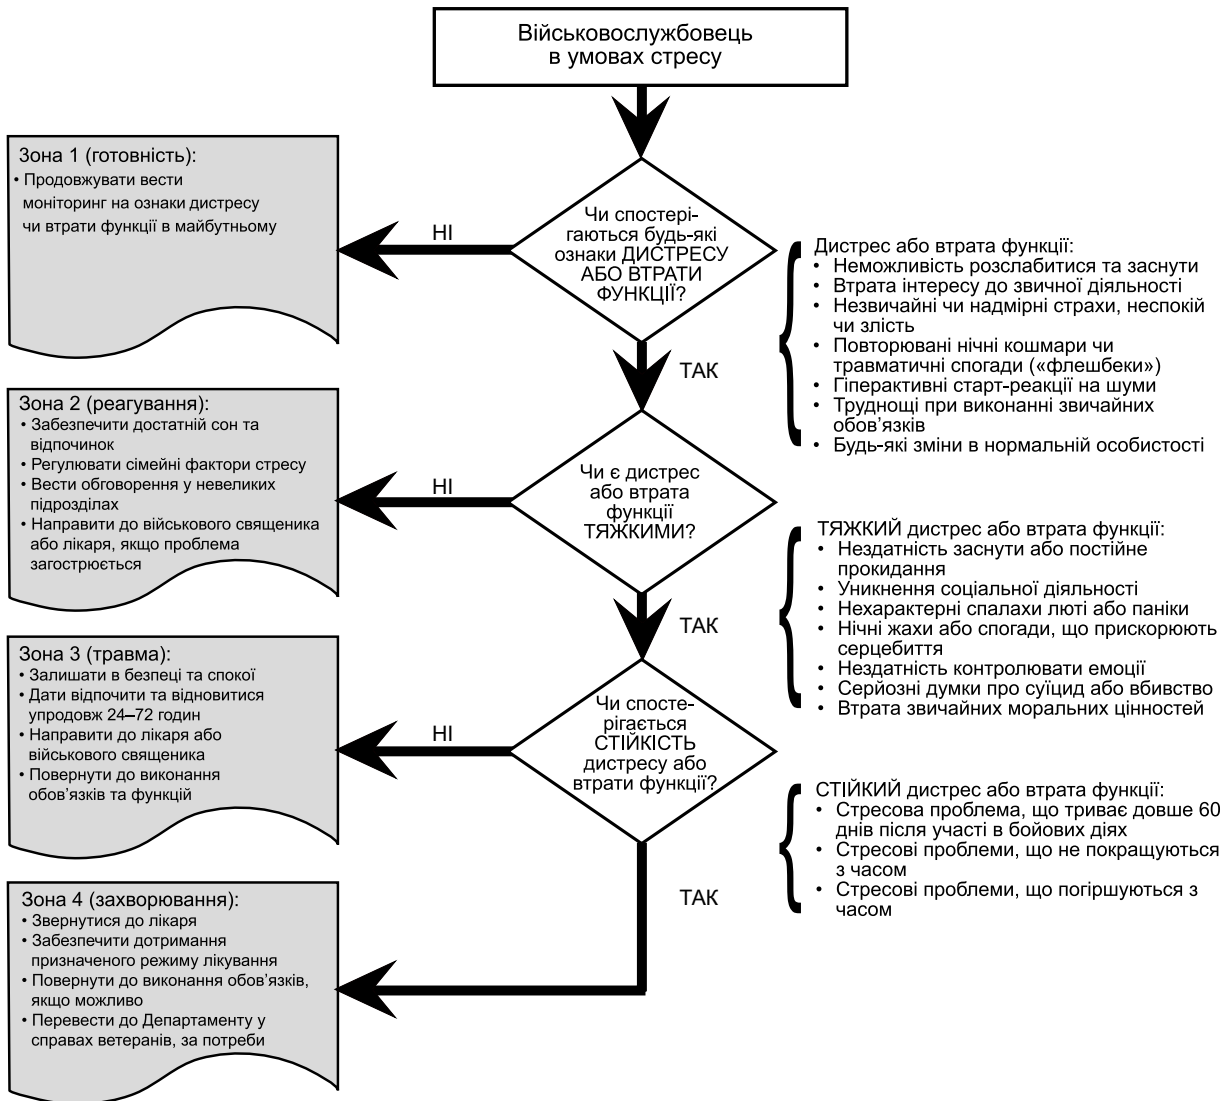 Військовослужбовець
в умовах стресу
Зона 1 (готовність):
• Продовжувати вести
моніторинг на ознаки дистресу
чи втрати функції в майбутньому
НІ
Чи спостері-
гаються будь-які
ознаки ДИСТРЕСУ
АБО ВТРАТИ
ФУНКЦІЇ?
ТАК
Дистрес або втрата функції:
• Неможливість розслабитися та заснути
• Втрата інтересу до звичної діяльності
• Незвичайні чи надмірні страхи, неспокій
чи злість
• Повторювані нічні кошмари чи
травматичні спогади («флешбеки»)
• Гіперактивні старт-реакції на шуми
• Труднощі при виконанні звичайних
обов’язків
• Будь-які зміни в нормальній особистості
Зона 2 (реагування):
• Забезпечити достатній сон та
відпочинок
• Регулювати сімейні фактори стресу
• Вести обговорення у невеликих
підрозділах
• Направити до військового священика
або лікаря, якщо проблема
загострюється
НІ
Чи є дистрес
або втрата
функції
ТЯЖКИМИ?
ТАК
ТЯЖКИЙ дистрес або втрата функції:
• Нездатність заснути або постійне
прокидання
• Уникнення соціальної діяльності
• Нехарактерні спалахи люті або паніки
• Нічні жахи або спогади, що прискорюють
серцебиття
• Нездатність контролювати емоції
• Серйозні думки про суїцид або вбивство
• Втрата звичайних моральних цінностей
Зона 3 (травма):
• Залишати в безпеці та спокої
• Дати відпочити та відновитися
упродовж 24–72 годин
• Направити до лікаря або
військового священика
• Повернути до виконання
обов’язків та функцій
НІ
Чи спосте-
рігається
СТІЙКІСТЬ
дистресу або
втрати функції?
ТАК
СТІЙКИЙ дистрес або втрата функції:
• Стресова проблема, що триває довше 60
днів після участі в бойових діях
• Стресові проблеми, що не покращуються
з часом
• Стресові проблеми, що погіршуються з
часом
Зона 4 (захворювання):
• Звернутися до лікаря
• Забезпечити дотримання
призначеного режиму лікування
• Повернути до виконання обов’язків,
якщо можливо
• Перевести до Департаменту у
справах ветеранів, за потреби